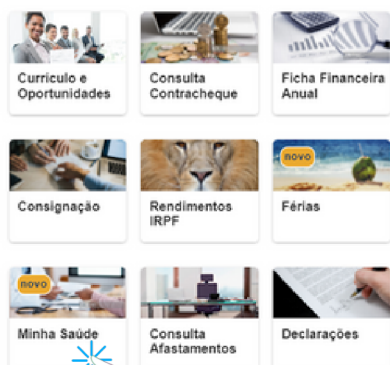 Currículo e
Oportunidades
Consulta
Contracheque
Ficha Financeira
Anual
Consignação
Rendimentos
IRPF
novo
Férias
novo
Minha Saúde
Consulta
Afastamentos
Declarações